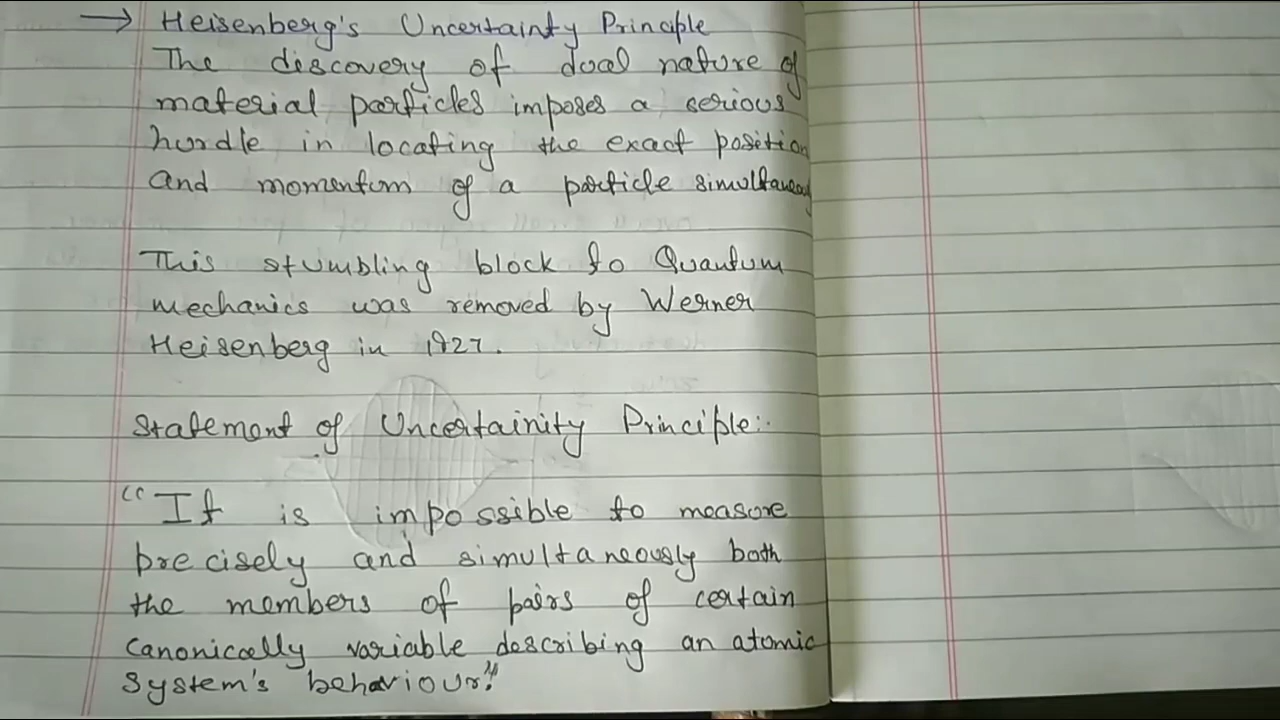 → Heisenberg's Uncertainty Principle
The discovery of dual nature of
material particles imposes a serious
hurdle in locating the exact position
and momentum of a particle simultaneously
This stumbling block to Quantum
mechanics was removed by Werner
Heisenberg in 1927.
Statement of Uncertainity Principle:-
"It is impossible to measure
precisely and simultaneously both
the members of pairs of certain
canonically variable describing an atomic
system's behaviour."